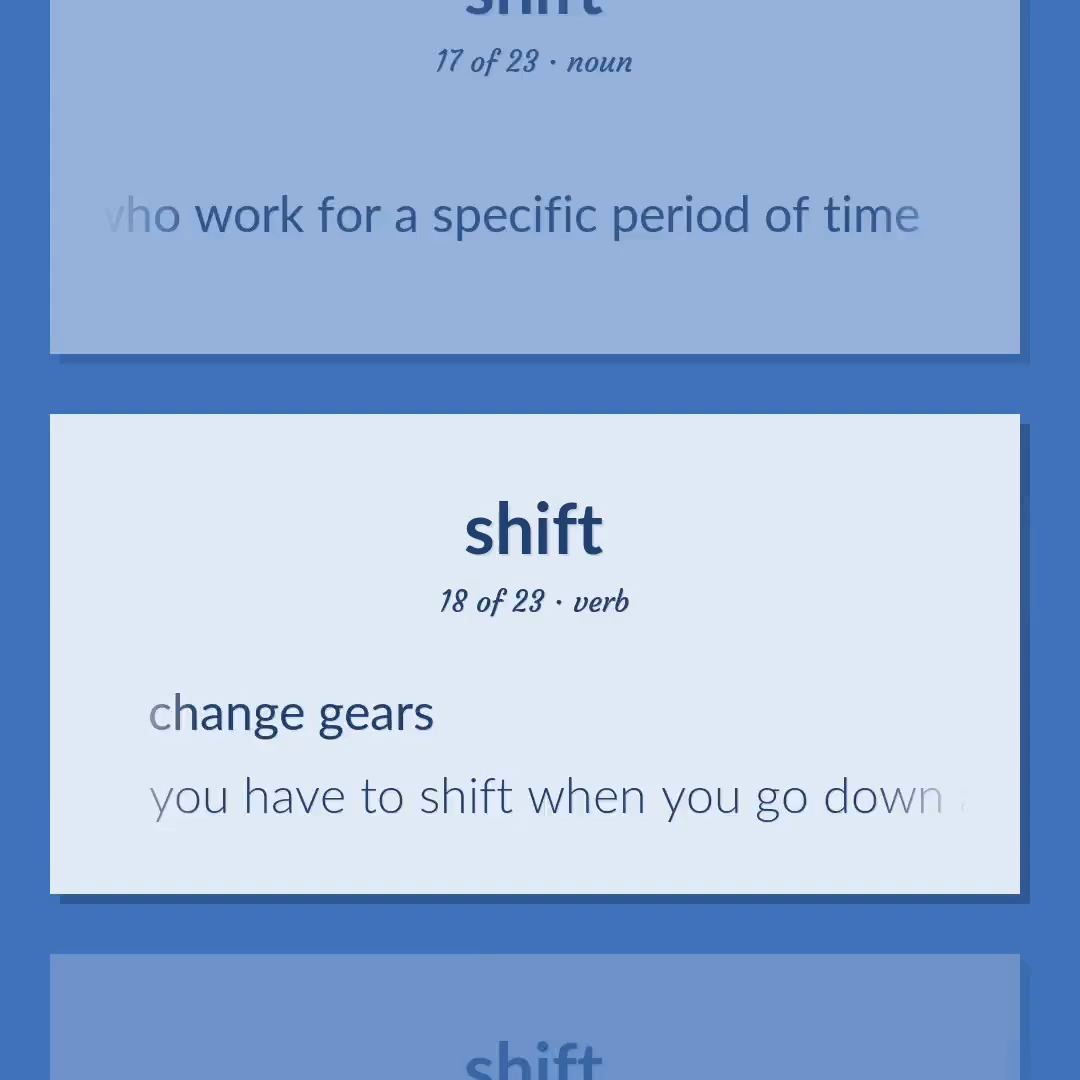 shift
17 of 23 · noun
who work for a specific period of time
shift
18 of 23 · verb
change gears
you have to shift when you go down
shift